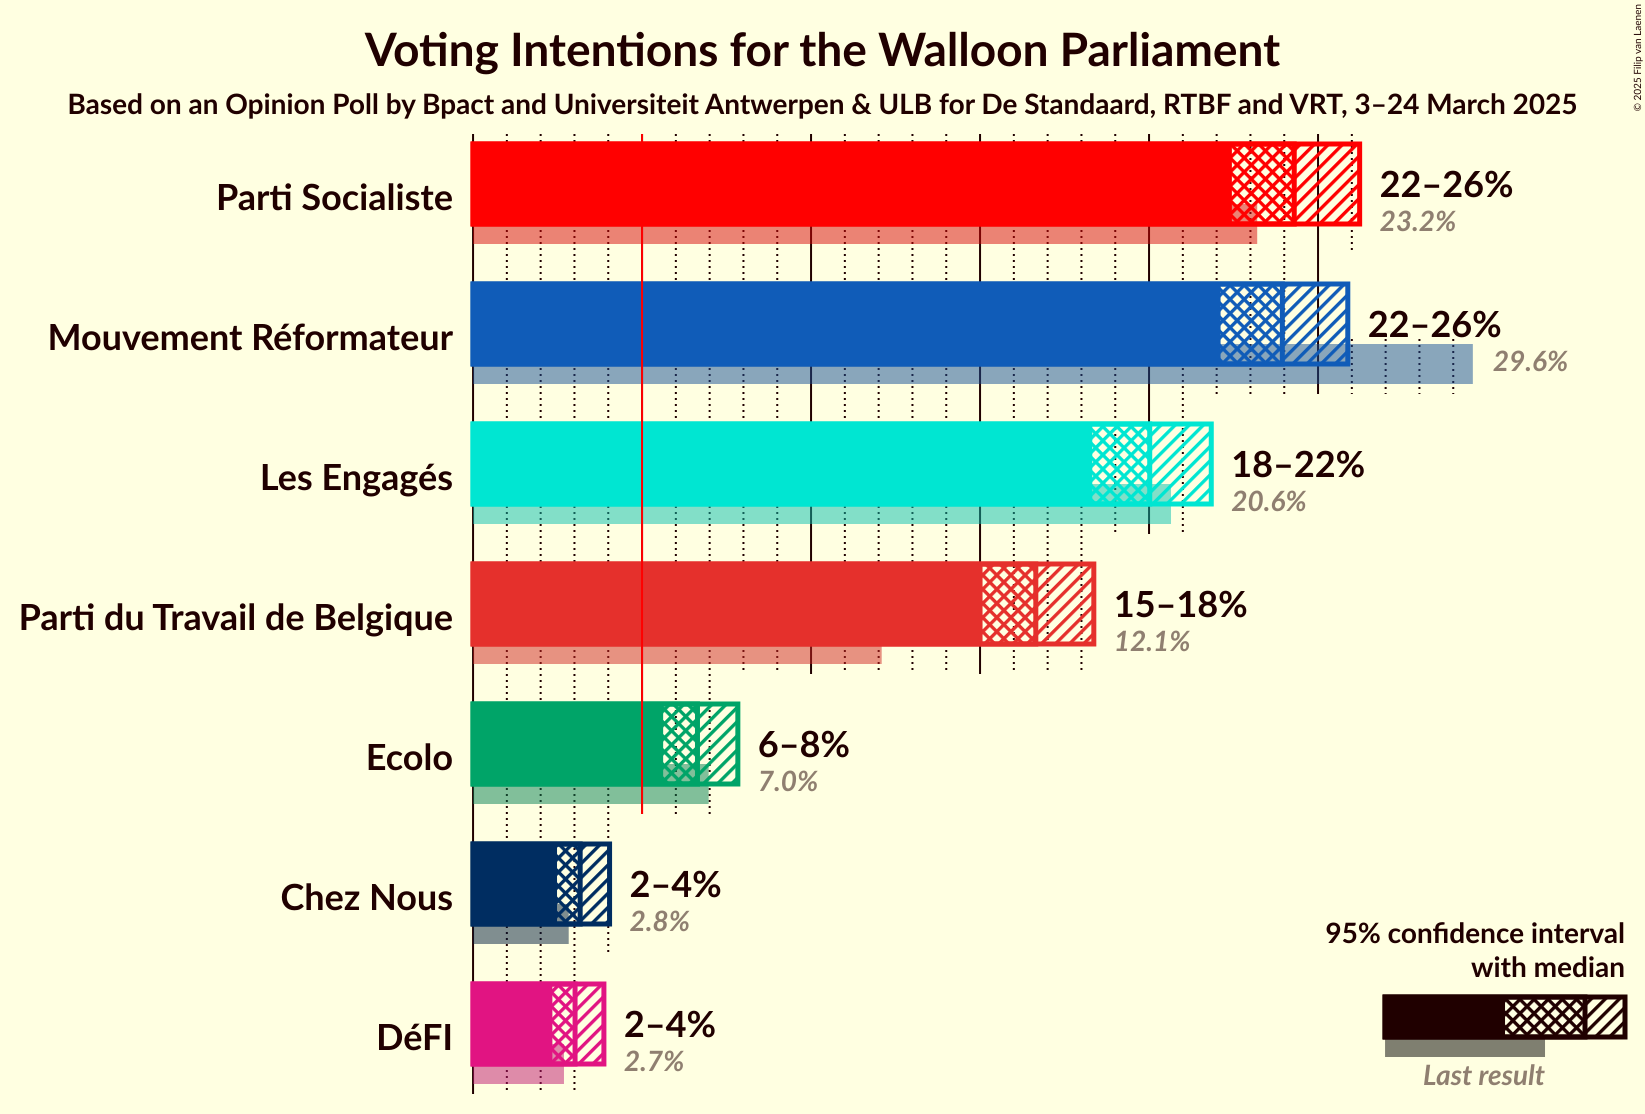 Voting Intentions for the Walloon Parliament
Based on an Opinion Poll by Bpact and Universiteit Antwerpen & ULB for De Standaard, RTBF and VRT, 3–24 March 2025
© 2025 Filip van Laenen
Parti Socialiste
22–26%
23.2%
Mouvement Réformateur
22–26%
29.6%
Les Engagés
18–22%
20.6%
Parti du Travail de Belgique
15–18%
12.1%
Ecolo
6–8%
7.0%
Chez Nous
2–4%
2.8%
DéFI
2–4%
2.7%
95% confidence interval
with median
Last result